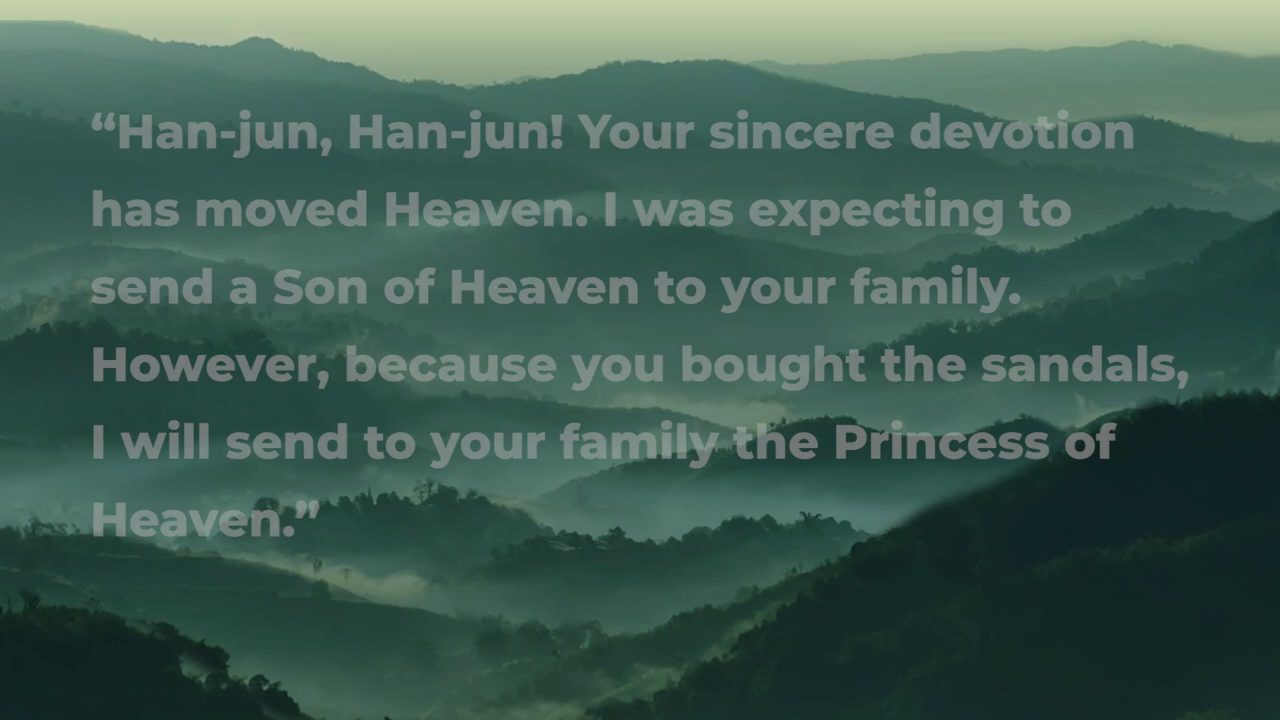 “Han-jun, Han-jun! Your sincere devotion
has moved Heaven. I was expecting to
send a Son of Heaven to your family.
However, because you bought the sandals,
I will send to your family the Princess of
Heaven.”